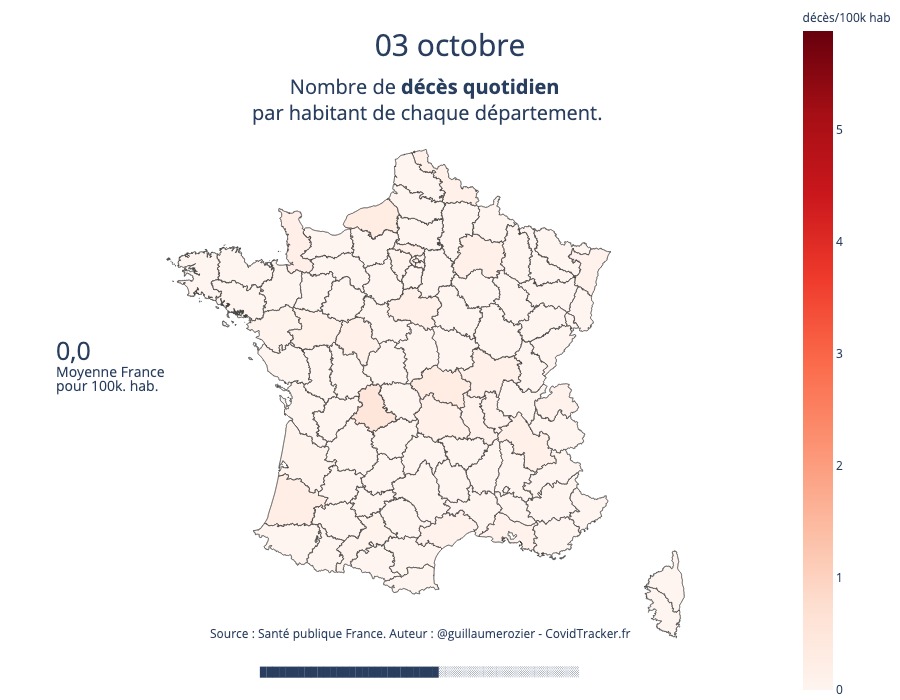 décès/100k hab
03 octobre
Nombre de décès quotidien
par habitant de chaque département.
5
4
0,0
Moyenne France
pour 100k. hab.
3
2
1
Source : Santé publique France. Auteur : @guillaumerozier - CovidTracker.fr
0